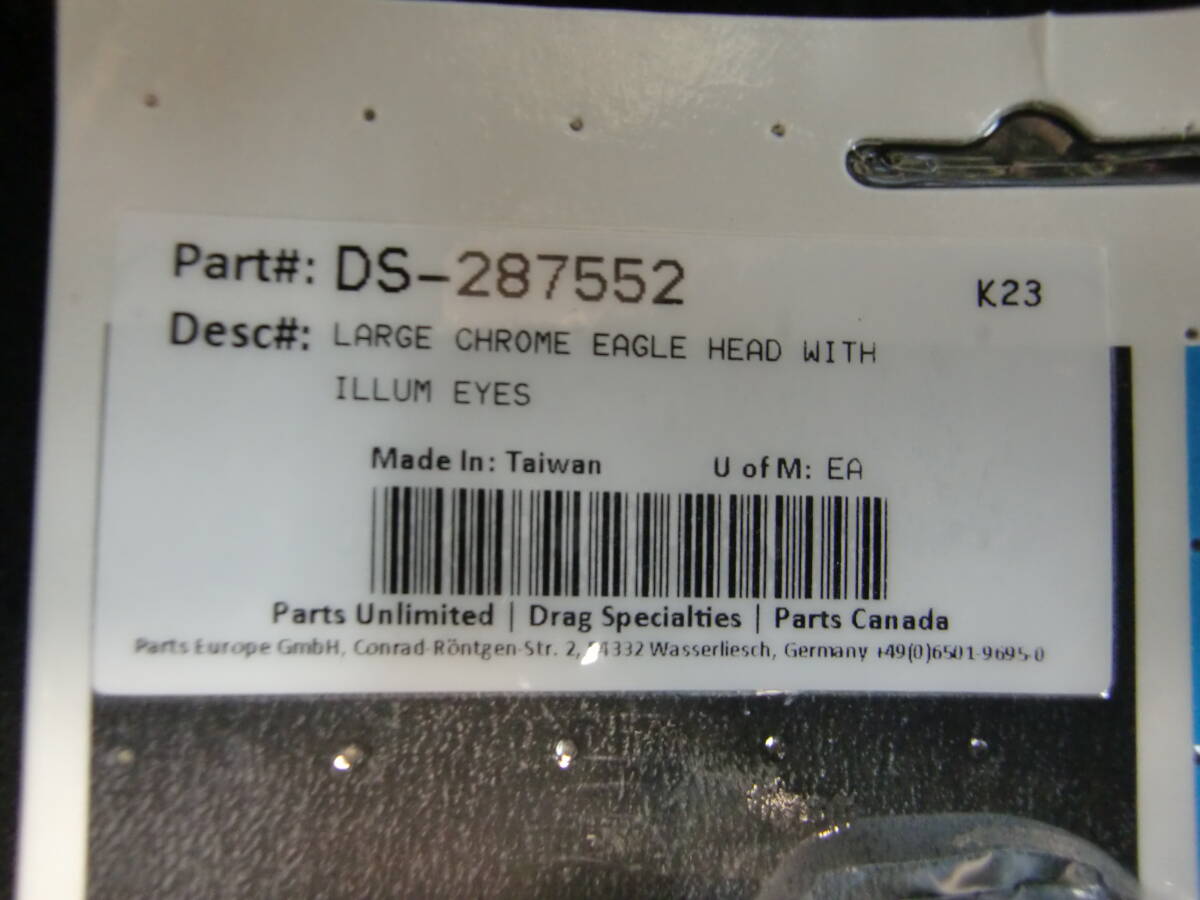 Part#: DS-287552 K23
Desc#: LARGE CHROME EAGLE HEAD WITH
ILLUM EYES
Made In: Taiwan U of M: EA
Parts Unlimited | Drag Specialties | Parts Canada
Parts Europe GmbH, Conrad-Röntgen-Str. 2, Wasserliesch, Germany +49(0)6501-9695-0